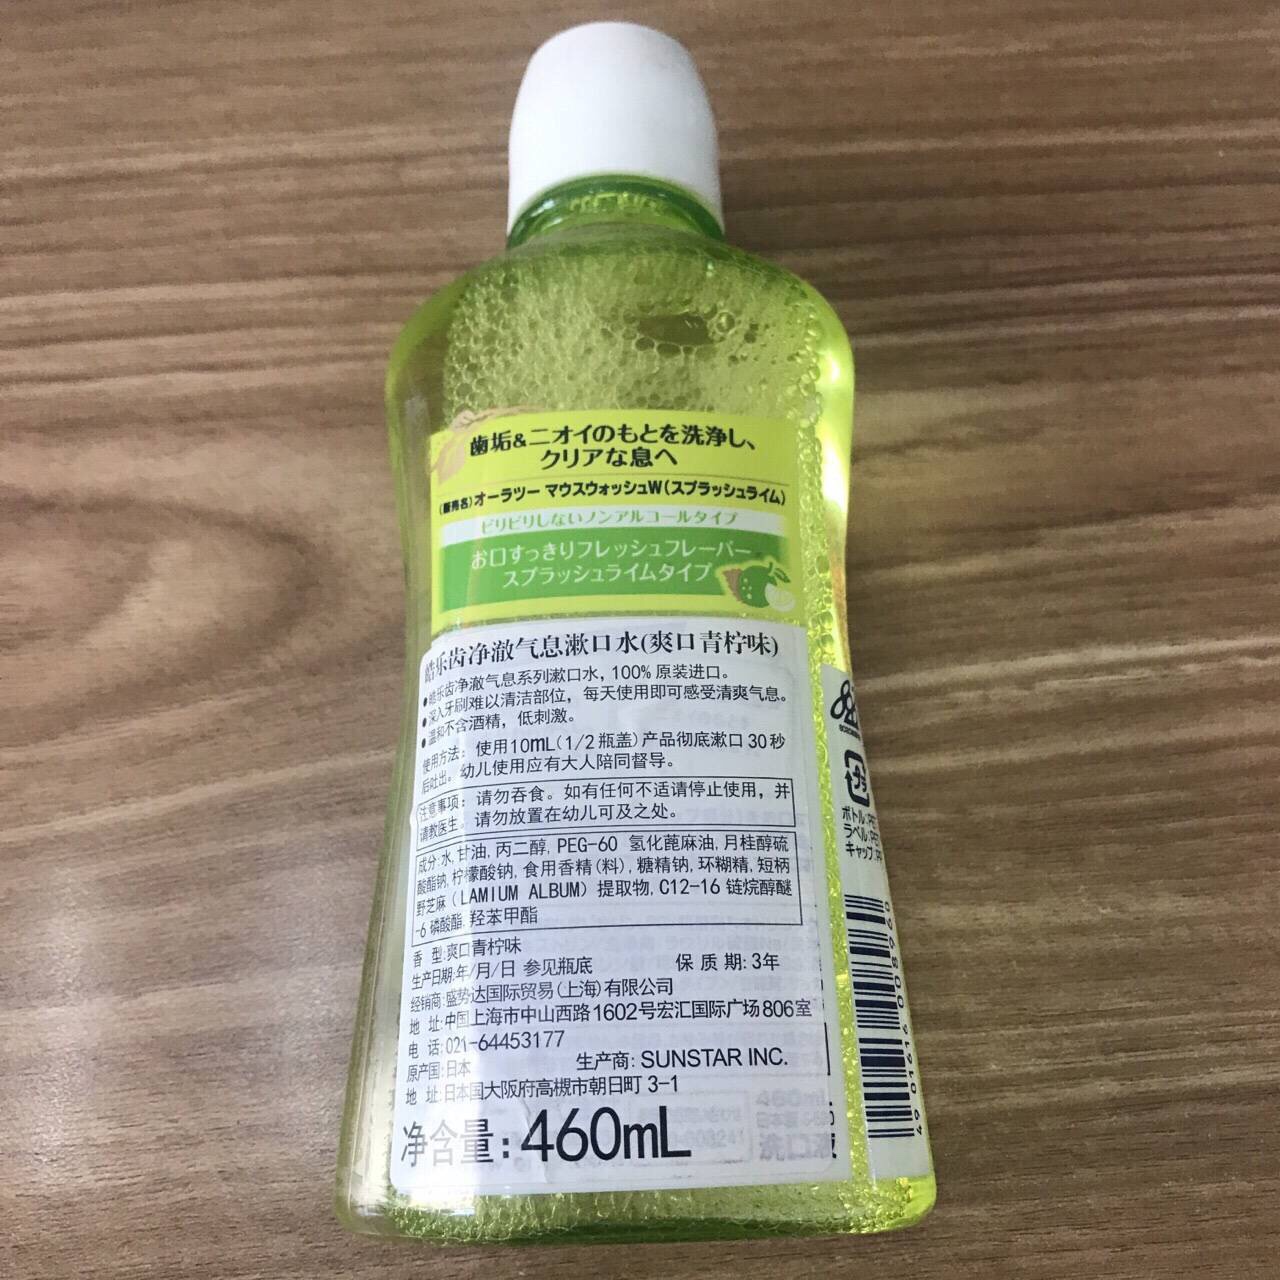 歯垢&ニオイのもとを洗浄し、
クリアな息へ
(販売名)オーラツー マウスウォッシュW(スプラッシュライム)
ピリピリしないノンアルコールタイプ
お口すっきりフレッシュフレーバー
スプラッシュライムタイプ
皓乐齿净澈气息漱口水(爽口青柠味)
●皓乐齿净澈气息系列漱口水，100%原装进口。
●深入牙刷难以清洁部位，每天使用即可感受清爽气息。
●温和不含酒精，低刺激。
使用方法：使用10mL(1/2瓶盖)产品彻底漱口30秒
后吐出。幼儿使用应有大人陪同督导。
注意事项：请勿吞食。如有任何不适请停止使用，并
请教医生。请勿放置在幼儿可及之处。
成分:水,甘油,丙二醇,PEG-60 氢化蓖麻油,月桂醇硫
酸酯钠,柠檬酸钠,食用香精(料),糖精钠,环糊精,短柄
野芝麻(LAMIUM ALBUM)提取物,C12-16 链烷醇醚
-6 磷酸酯,羟苯甲酯
香 型:爽口青柠味
生产日期:年/月/日 参见瓶底 保质期:3年
经销商:盛势达国际贸易(上海)有限公司
地 址:中国上海市中山西路1602号宏汇国际广场806室
电 话:021-64453177
原产国:日本 生产商: SUNSTAR INC.
地 址:日本国大阪府高槻市朝日町 3-1
净含量:460mL
プラ
ボトル:P
ラベル:P
キャップ:P
460mL
日本製
洗口液
4 901616 008960